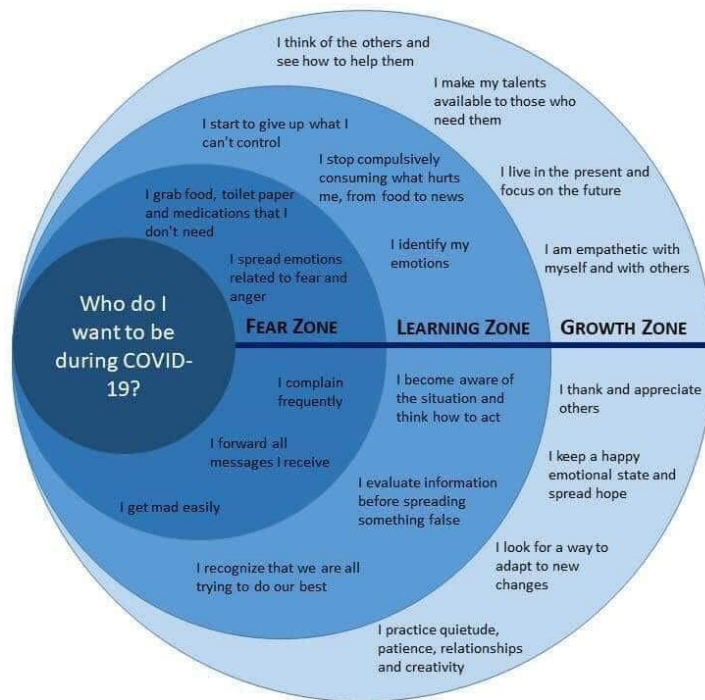 I think of the others and
see how to help them
I make my talents
available to those who
need them
I start to give up what I
can't control
I stop compulsively
consuming what hurts
me, from food to news
I live in the present and
focus on the future
I grab food, toilet paper
and medications that I
don't need
I identify my
emotions
I am empathetic with
myself and with others
I spread emotions
related to fear and
anger
Who do I
want to be
during COVID-
19?
FEAR ZONE
LEARNING ZONE
GROWTH ZONE
I complain
frequently
I become aware of
the situation and
think how to act
I thank and appreciate
others
I forward all
messages I receive
I keep a happy
emotional state and
spread hope
I get mad easily
I evaluate information
before spreading
something false
I look for a way to
adapt to new
changes
I recognize that we are all
trying to do our best
I practice quietude,
patience, relationships
and creativity